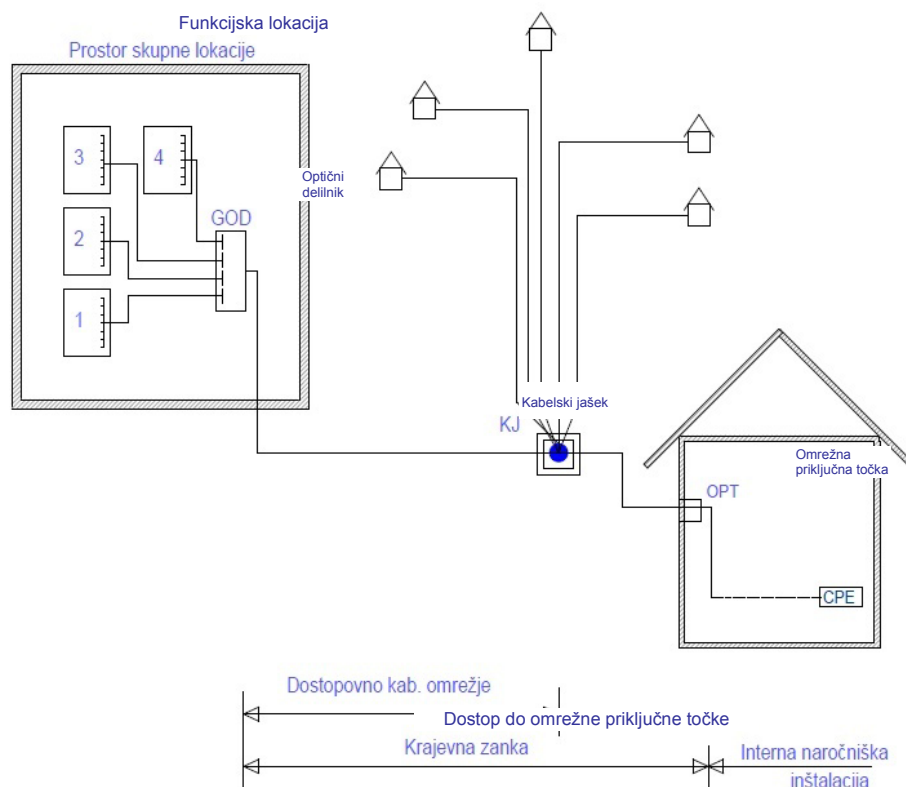 Funkcijska lokacija
Prostor skupne lokacije
3
4
Optični
delilnik
GOD
2
1
Kabelski jašek
KJ
Omrežna
priključna točka
OPT
CPE
Dostopovno kab. omrežje
Dostop do omrežne priključne točke
Krajevna zanka
Interna naročniška
inštalacija